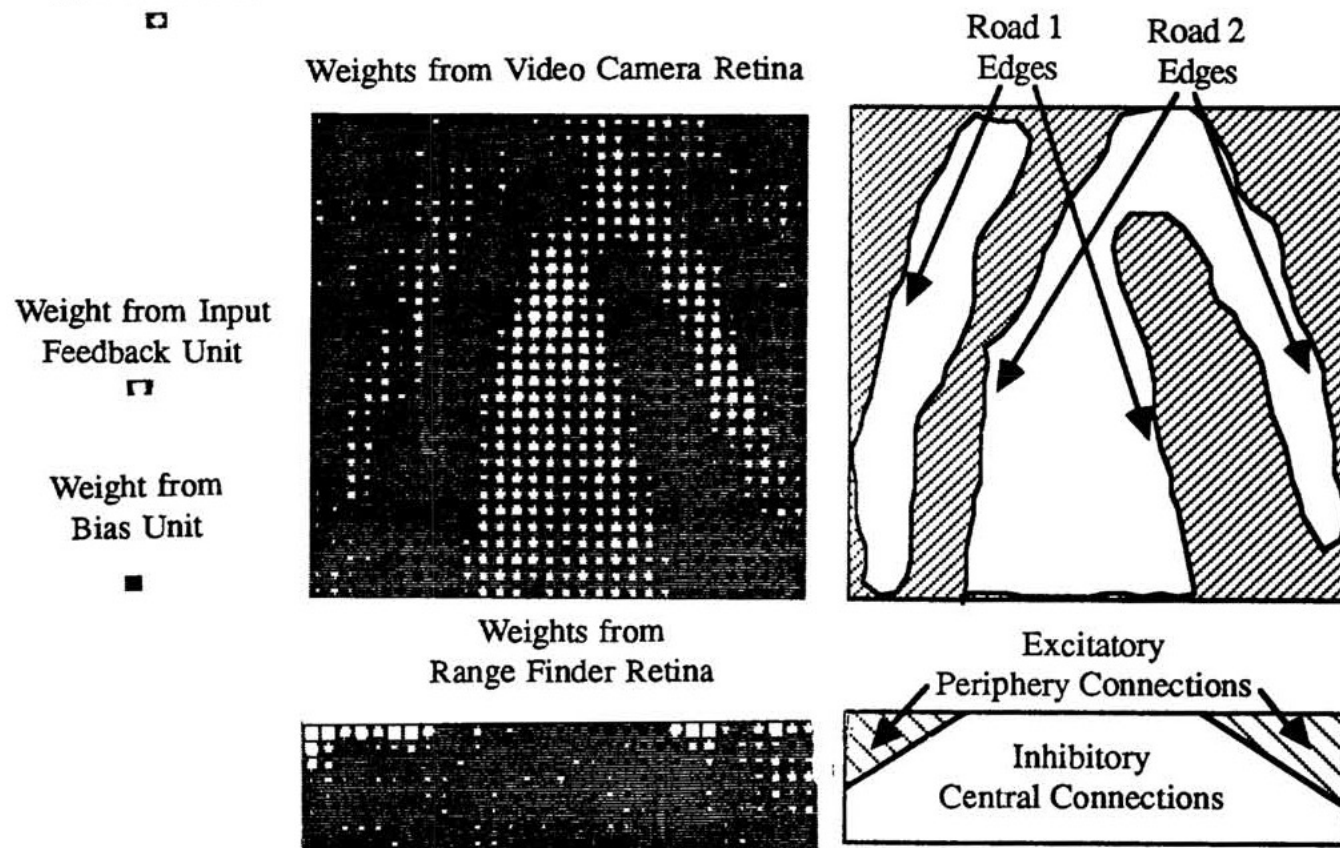 Road 1
Edges
Road 2
Edges
Weights from Video Camera Retina
Weight from Input
Feedback Unit
Weight from
Bias Unit
Weights from
Range Finder Retina
Excitatory
Periphery Connections
Inhibitory
Central Connections